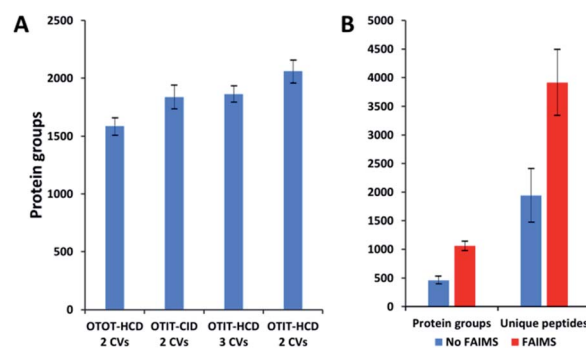 A
Protein groups
2500
2000
1500
1000
500
0
OTOT-HCD
2 CVs
OTIT-CID
2 CVs
OTIT-HCD
3 CVs
OTIT-HCD
2 CVs
B
5000
4500
4000
3500
3000
2500
2000
1500
1000
500
0
Protein groups
Unique peptides
No FAIMS
FAIMS